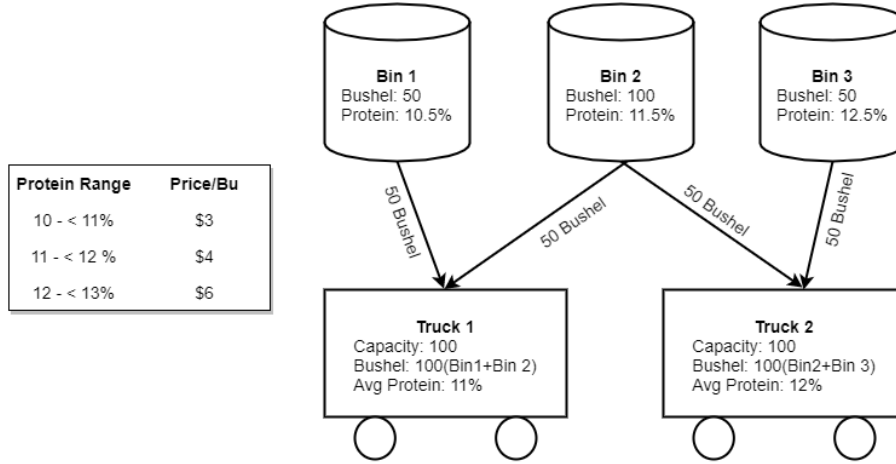 Bin 1
Bushel: 50
Protein: 10.5%
Bin 2
Bushel: 100
Protein: 11.5%
Bin 3
Bushel: 50
Protein: 12.5%
Protein Range Price/Bu
10 - < 11% $3
11 - < 12 % $4
12 - < 13% $6
50 Bushel
50 Bushel
50 Bushel
50 Bushel
Truck 1
Capacity: 100
Bushel: 100(Bin1+Bin 2)
Avg Protein: 11%
Truck 2
Capacity: 100
Bushel: 100(Bin2+Bin 3)
Avg Protein: 12%